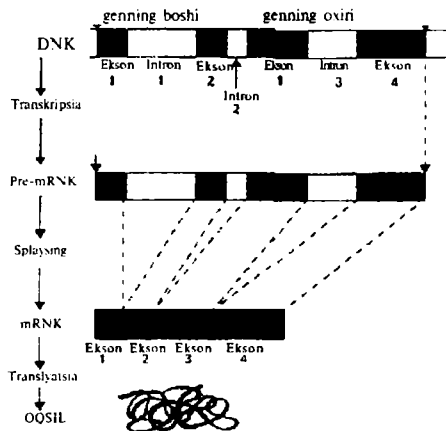 genning boshi genning oxiri
DNK
Ekson Intron Ekson Ekson Intron Ekson
1 1 2 1 3 4
Intron
2
Transkripsia
Pre-mRNK
Splaysing
mRNK
Ekson Ekson Ekson Ekson
1 2 3 4
Translyatsia
OQSIL